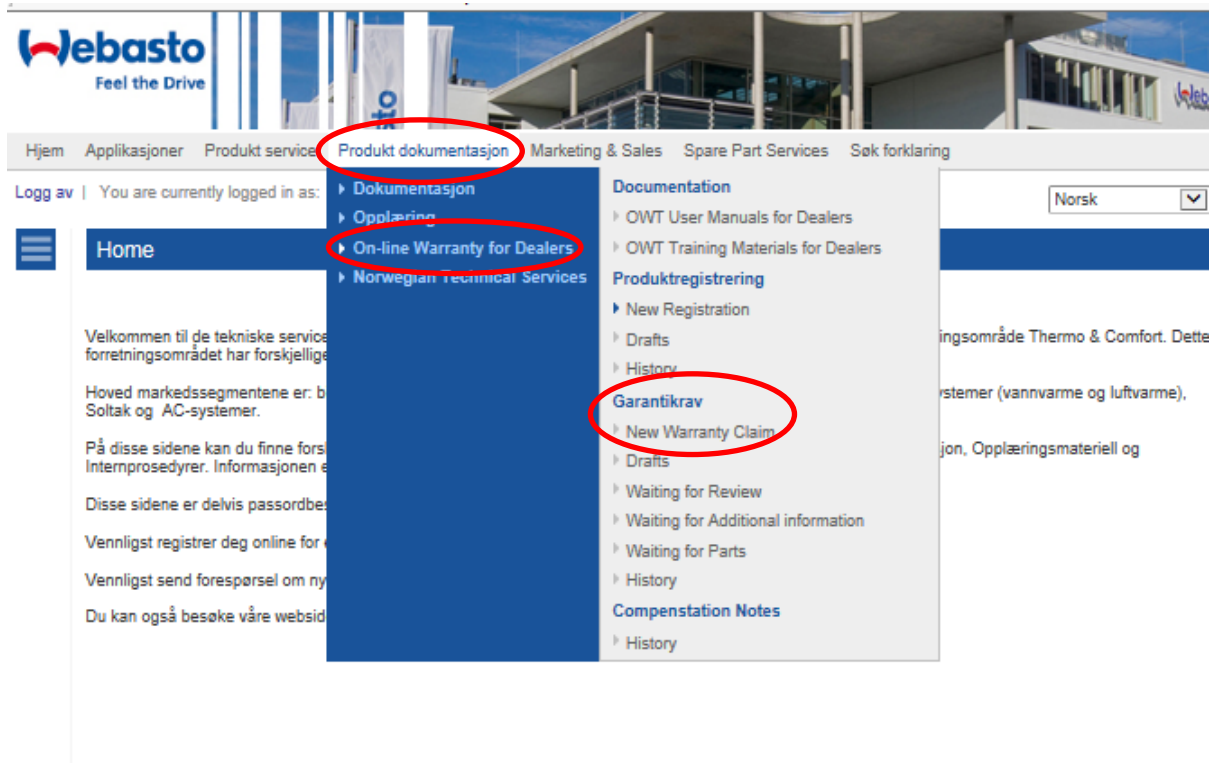 Webasto
Feel the Drive
Hjem Applikasjoner Produkt service Produkt dokumentasjon Marketing & Sales Spare Part Services Søk forklaring
Logg av | You are currently logged in as:
Norsk
Home
Dokumentasjon
Opplæring
On-line Warranty for Dealers
Norwegian Technical Services
Documentation
OWT User Manuals for Dealers
OWT Training Materials for Dealers
Produktregistrering
New Registration
Drafts
History
Garantikrav
New Warranty Claim
Drafts
Waiting for Review
Waiting for Additional information
Waiting for Parts
History
Compenstation Notes
History
Velkommen til de tekniske service
ingsområde Thermo & Comfort. Dette
forretningsområdet har forskjellige
Hoved markedssegmentene er: b
ystemer (vannvarme og luftvarme),
Soltak og AC-systemer.
På disse sidene kan du finne fors
jon, Opplæringsmateriell og
Internprosedyrer. Informasjonen e
Disse sidene er delvis passordbes
Vennligst registrer deg online for
Vennligst send forespørsel om ny
Du kan også besøke våre websid